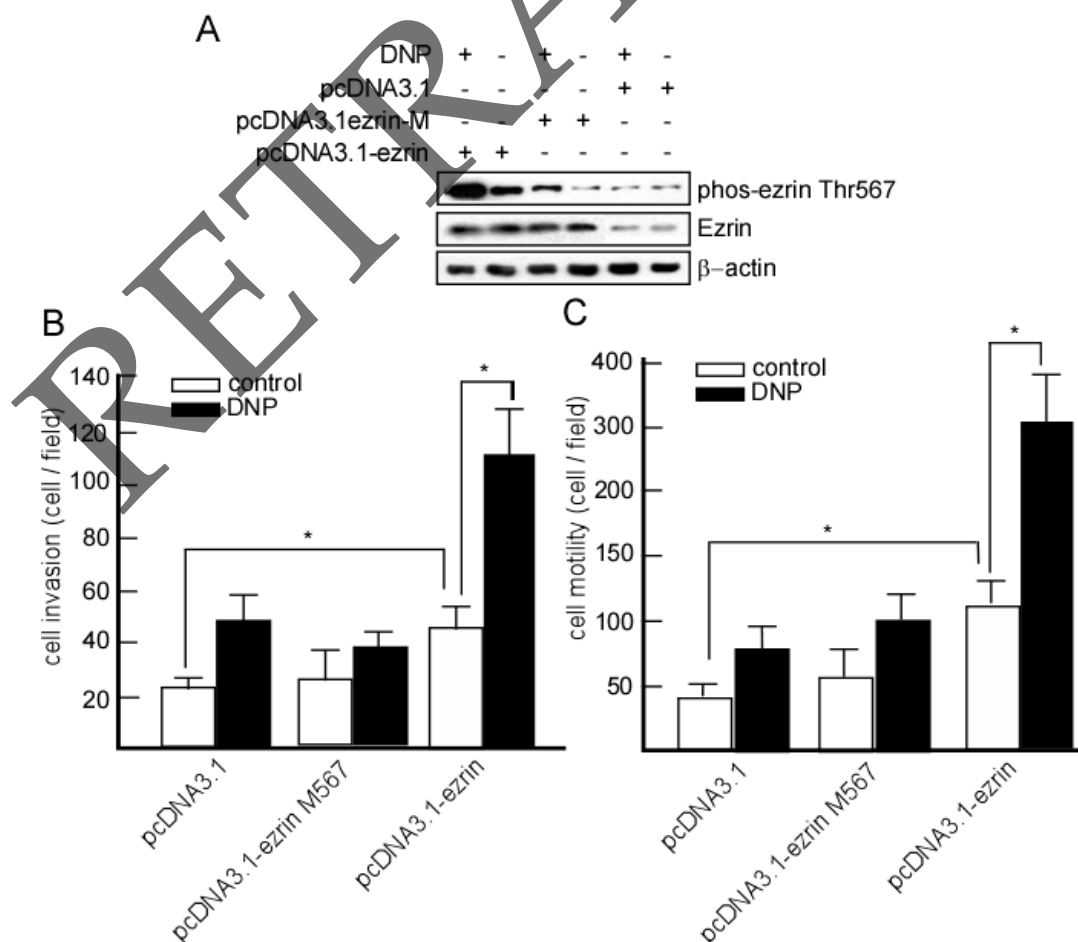 RETRA
A
DNP + - + - + -
pcDNA3.1 - - - - + +
pcDNA3.1ezrin-M - - + + - -
pcDNA3.1-ezrin + + - - - -
phos-ezrin Thr567
Ezrin
β-actin
B
140
120
100
80
60
40
20
cell invasion (cell / field)
control
DNP
*
*
pcDNA3.1
pcDNA3.1-ezrin M567
pcDNA3.1-ezrin
C
400
300
200
150
100
50
cell motility (cell / field)
control
DNP
*
*
pcDNA3.1
pcDNA3.1-ezrin M567
pcDNA3.1-ezrin